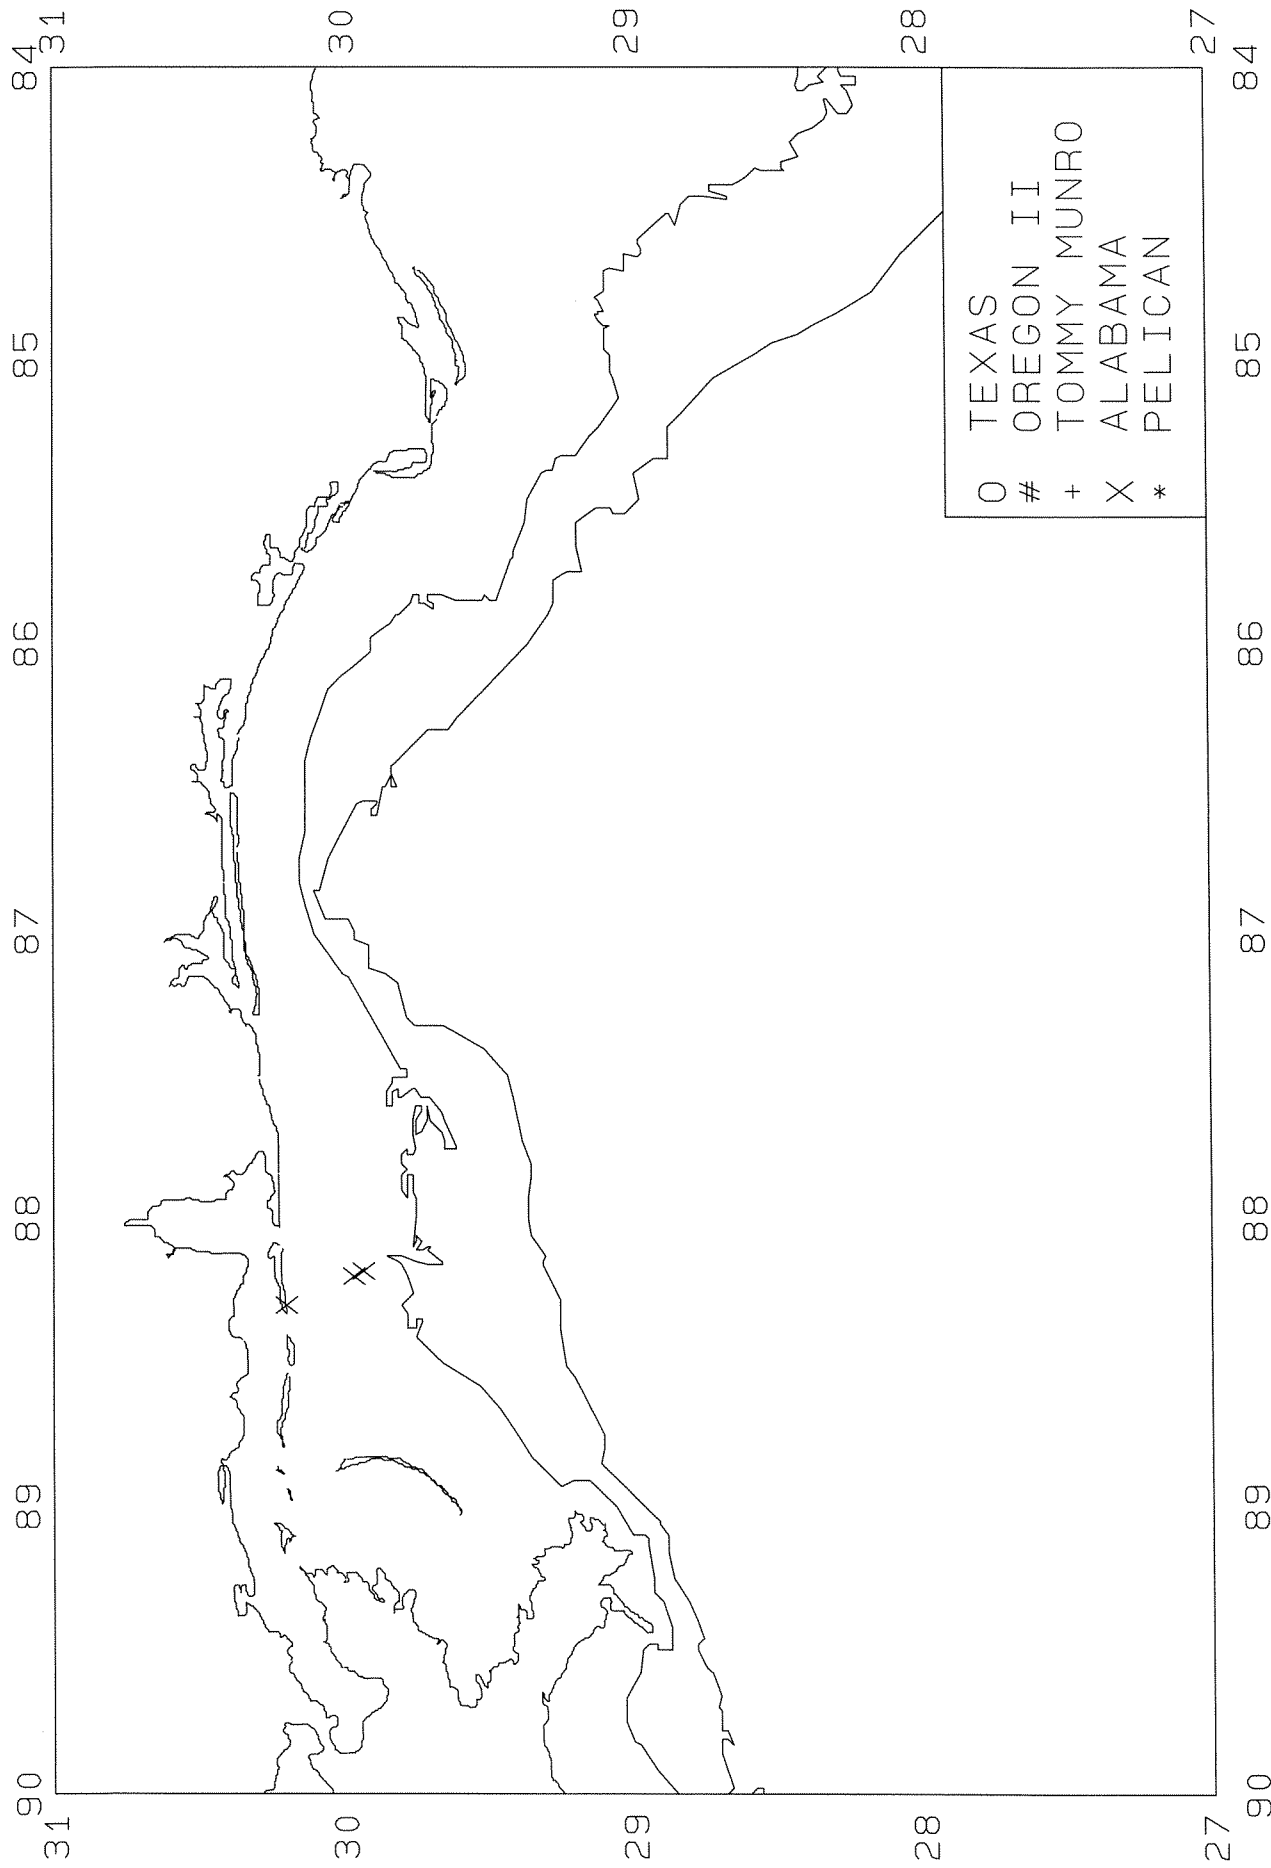 90 89 88 87 86 85 84
31 31
30 30
29 29
28 28
27 27
O TEXAS
# OREGON II
+ TOMMY MUNRO
X ALABAMA
* PELICAN
90 89 88 87 86 85 84